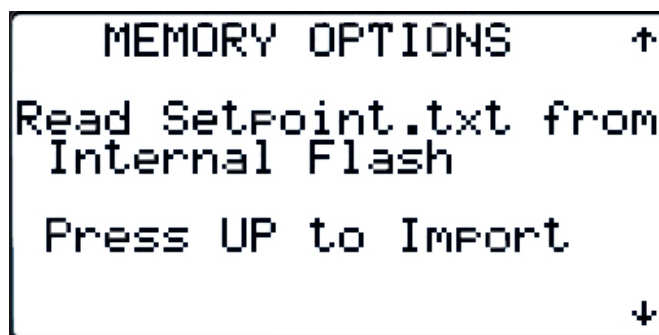 MEMORY OPTIONS ↑
Read Setpoint.txt from
Internal Flash
Press UP to Import
↓